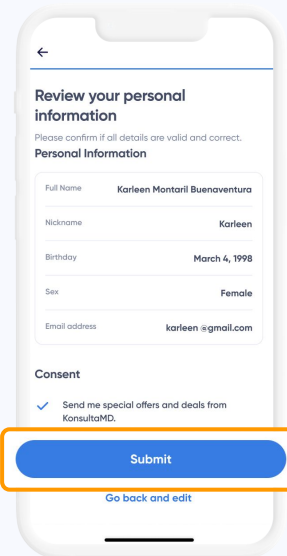 Review your personal
information
Please confirm if all details are valid and correct.
Personal Information
Full Name Karleen Montaril Buenaventura
Nickname Karleen
Birthday March 4, 1998
Sex Female
Email address karleen @gmail.com
Consent
Send me special offers and deals from
KonsultaMD.
Submit
Go back and edit